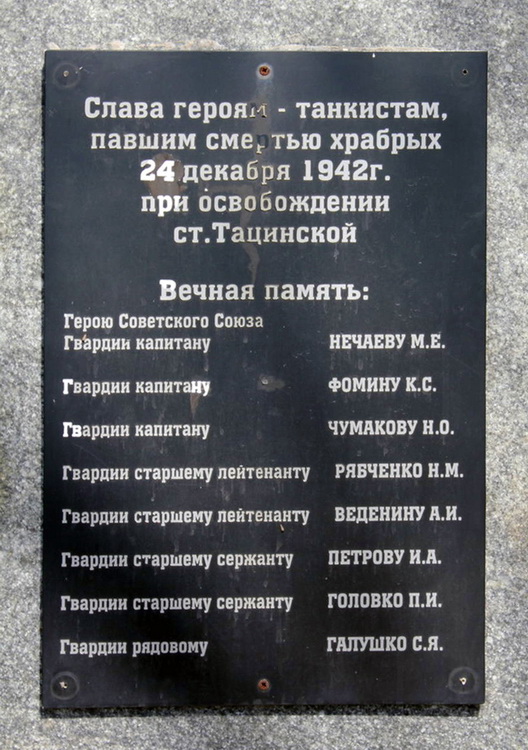 Слава героям - танкистам,
павшим смертью храбрых
24 декабря 1942г.
при освобождении
ст.Тацинской
Вечная память:
Герою Советского Союза
Гвардии капитану НЕЧАЕВУ М.Е.
Гвардии капитану ФОМИНУ К.С.
Гвардии капитану ЧУМАКОВУ Н.О.
Гвардии старшему лейтенанту РЯБЧЕНКО Н.М.
Гвардии старшему лейтенанту ВЕДЕНИНУ А.И.
Гвардии старшему сержанту ПЕТРОВУ И.А.
Гвардии старшему сержанту ГОЛОВКО П.И.
Гвардии рядовому ГАЛУШКО С.Я.